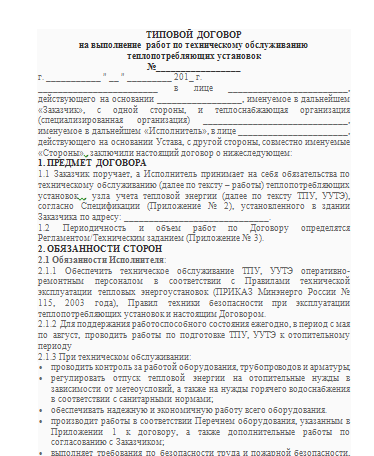 ТИПОВОЙ ДОГОВОР
на выполнение работ по техническому обслуживанию
теплопотребляющих установок
№_________________
г. ___________ " __ " _________ 201_ г.
________________________ в лице ________________________,
действующего на основании _________________, именуемое в дальнейшем
«Заказчик», с одной стороны, и теплоснабжающая организация
(специализированная организация) _____________________________,
именуемое в дальнейшем «Исполнитель», в лице ______________________,
действующего на основании Устава, с другой стороны, совместно именуемые
«Стороны», заключили настоящий договор о нижеследующем:
1. ПРЕДМЕТ ДОГОВОРА
1.1 Заказчик поручает, а Исполнитель принимает на себя обязательства по
техническому обслуживанию (далее по тексту – работы) теплопотребляющих
установок, узла учета тепловой энергии (далее по тексту ТПУ, УУТЭ),
согласно Спецификации (Приложение № 2), установленного в здании
Заказчика по адресу: _____________________________.
1.2 Периодичность и объем работ по Договору определяется
Регламентом/Техническим заданием (Приложение № 3).
2. ОБЯЗАННОСТИ СТОРОН
2.1 Обязанности Исполнителя:
2.1.1 Обеспечить техническое обслуживание ТПУ, УУТЭ оперативно-
ремонтным персоналом в соответствии с Правилами технической
эксплуатации тепловых энергоустановок (ПРИКАЗ Минэнерго России №
115, 2003 года), Правил техники безопасности при эксплуатации
теплопотребляющих установок и настоящим Договором.
2.1.2 Для поддержания работоспособного состояния ежегодно, в период с мая
по август, проводить работы по подготовке ТПУ, УУТЭ к отопительному
периоду
2.1.3 При техническом обслуживании:
• проводить контроль за работой оборудования, трубопроводов и арматуры;
• регулировать отпуск тепловой энергии на отопительные нужды в
зависимости от метеоусловий, а также на нужды горячего водоснабжения
в соответствии с санитарными нормами;
• обеспечивать надежную и экономичную работу всего оборудования.
• производит работы в соответствии Перечнем оборудования, указанным в
Приложении 1 к договору, а также дополнительные работы по
согласованию с Заказчиком;
• выполняет требования по безопасности труда и пожарной безопасности,